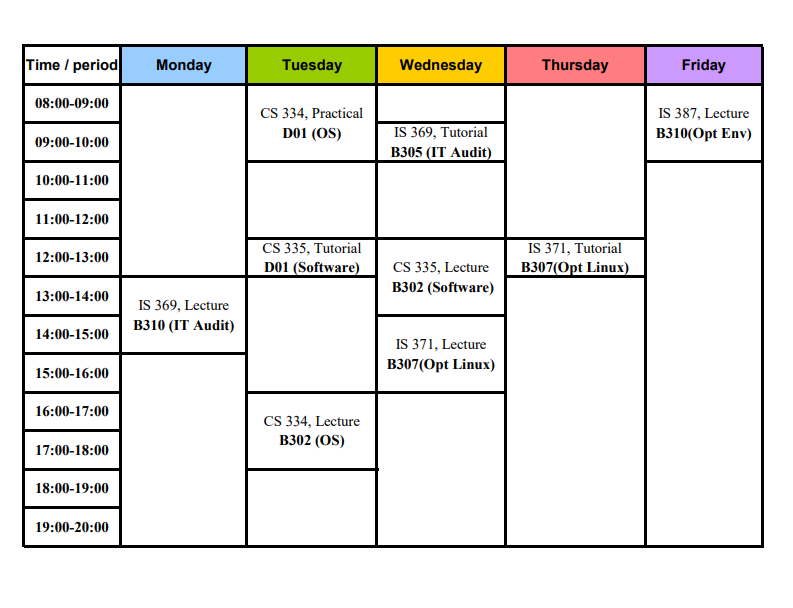 Time / period Monday Tuesday Wednesday Thursday Friday
08:00-09:00
CS 334, Practical
D01 (OS)
IS 387, Lecture
B310(Opt Env)
09:00-10:00
IS 369, Tutorial
B305 (IT Audit)
10:00-11:00
11:00-12:00
12:00-13:00
CS 335, Tutorial
D01 (Software)
CS 335, Lecture
B302 (Software)
IS 371, Tutorial
B307(Opt Linux)
13:00-14:00
IS 369, Lecture
B310 (IT Audit)
14:00-15:00
IS 371, Lecture
B307(Opt Linux)
15:00-16:00
16:00-17:00
CS 334, Lecture
B302 (OS)
17:00-18:00
18:00-19:00
19:00-20:00